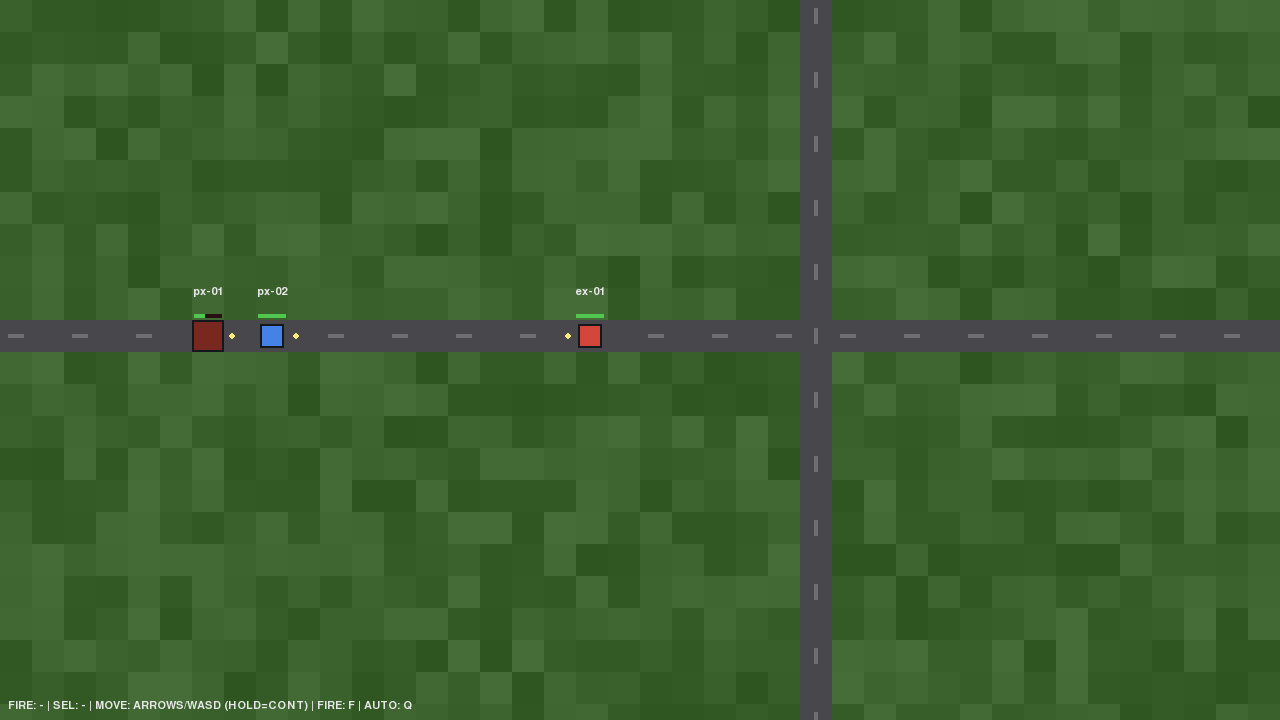 px-01 px-02 ex-01
FIRE: - | SEL: - | MOVE: ARROWS/WASD (HOLD=CONT) | FIRE: F | AUTO: Q